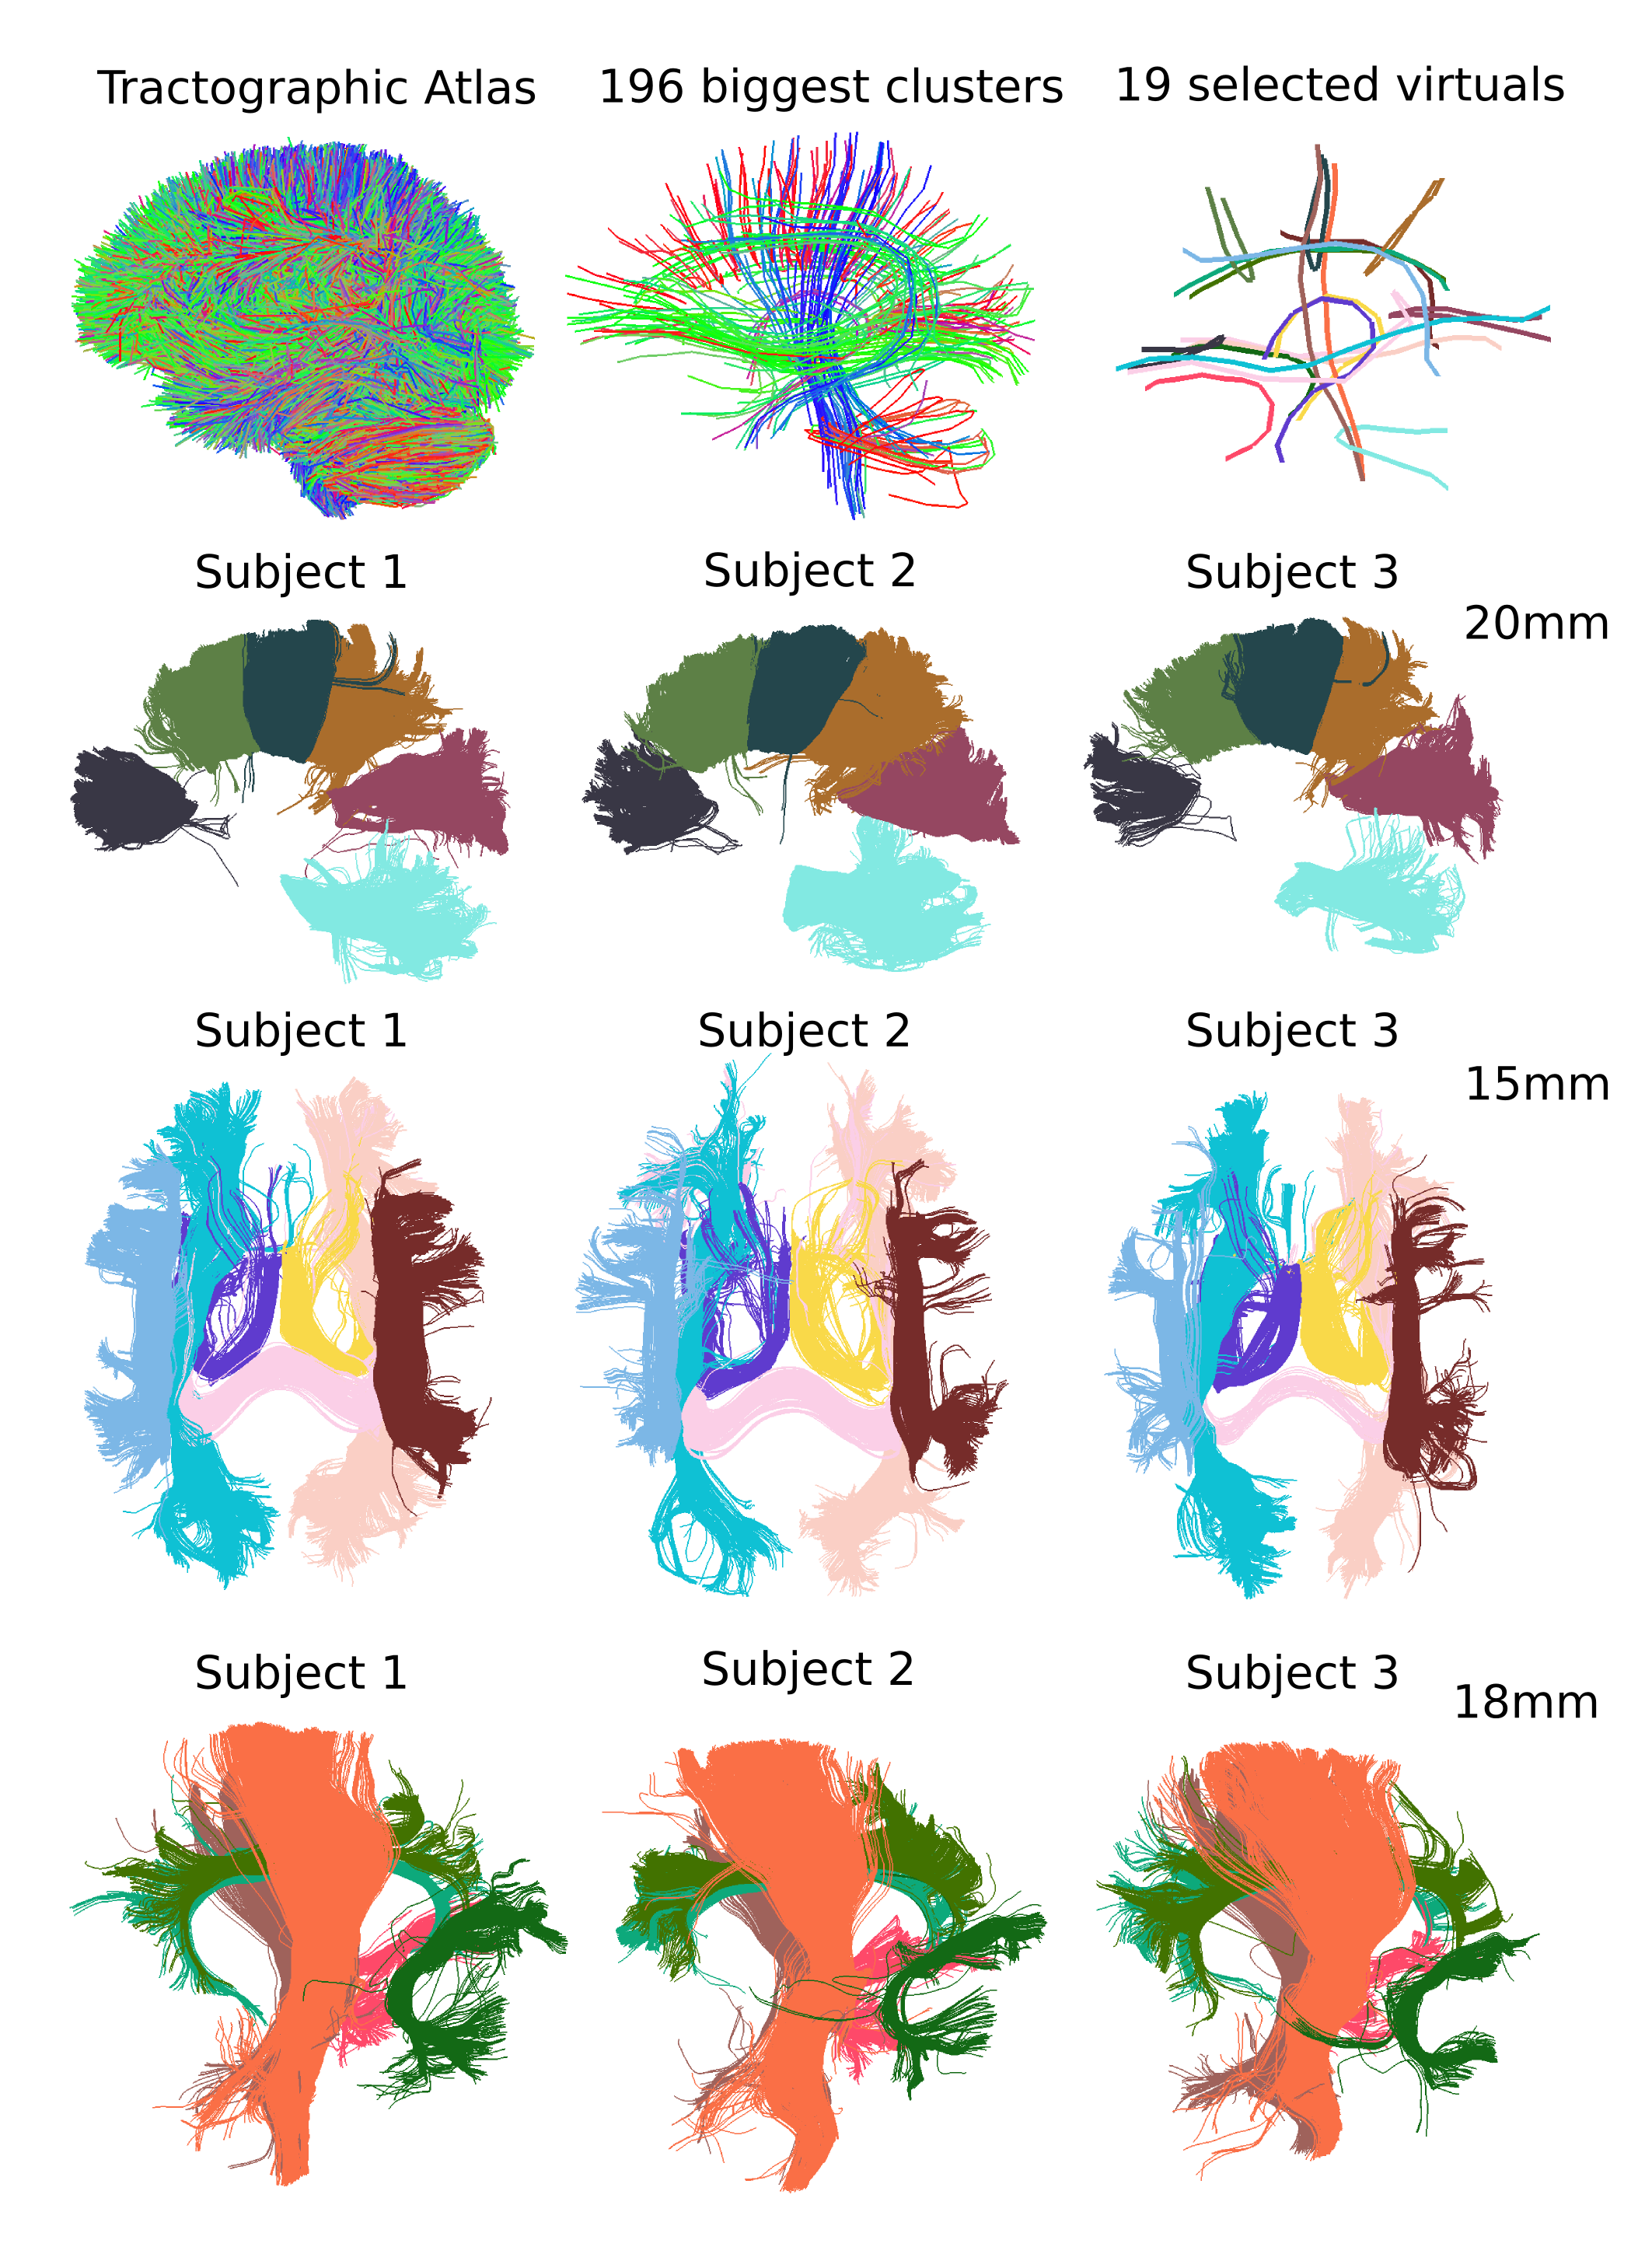 Tractographic Atlas
196 biggest clusters
19 selected virtuals
Subject 1
Subject 2
Subject 3
20mm
Subject 1
Subject 2
Subject 3
15mm
Subject 1
Subject 2
Subject 3
18mm